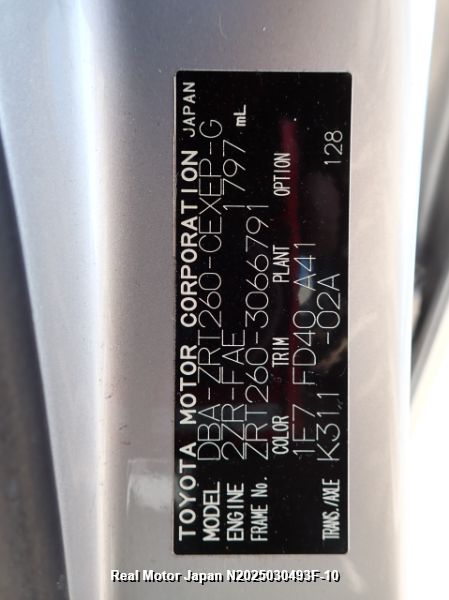 TOYOTA MOTOR CORPORATION JAPAN
MODEL DBA-ZRT260-CEXEP-G
ENGINE 2ZR-FAE 1797 mL
FRAME No. ZRT260-3066791
COLOR TRIM PLANT OPTION
1F7 FD40 A41
TRANS./AXLE K311 -02A 128
Real Motor Japan N2025030493F-10